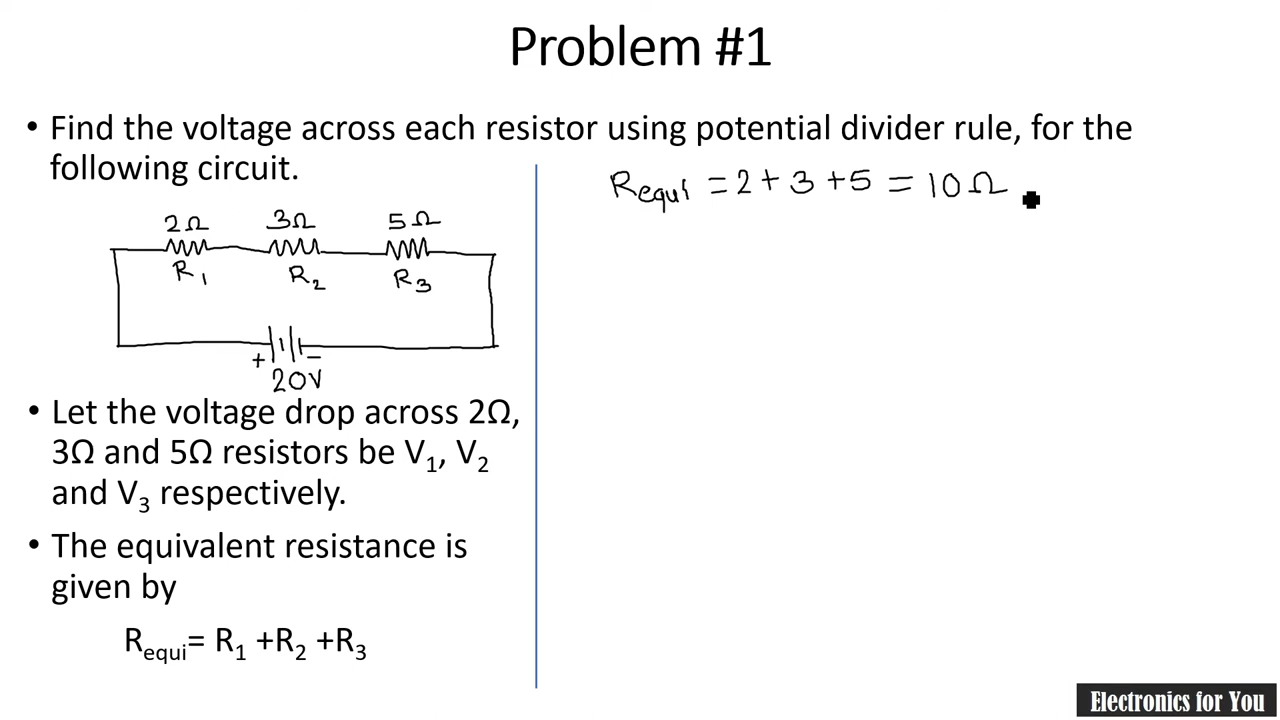 Problem #1
• Find the voltage across each resistor using potential divider rule, for the
following circuit.
2Ω 3Ω 5Ω
R1 R2 R3
+ −
20V
• Let the voltage drop across 2Ω,
3Ω and 5Ω resistors be V1, V2
and V3 respectively.
• The equivalent resistance is
given by
Requi= R1 +R2 +R3
Requi = 2 + 3 + 5 = 10 Ω
Electronics for You